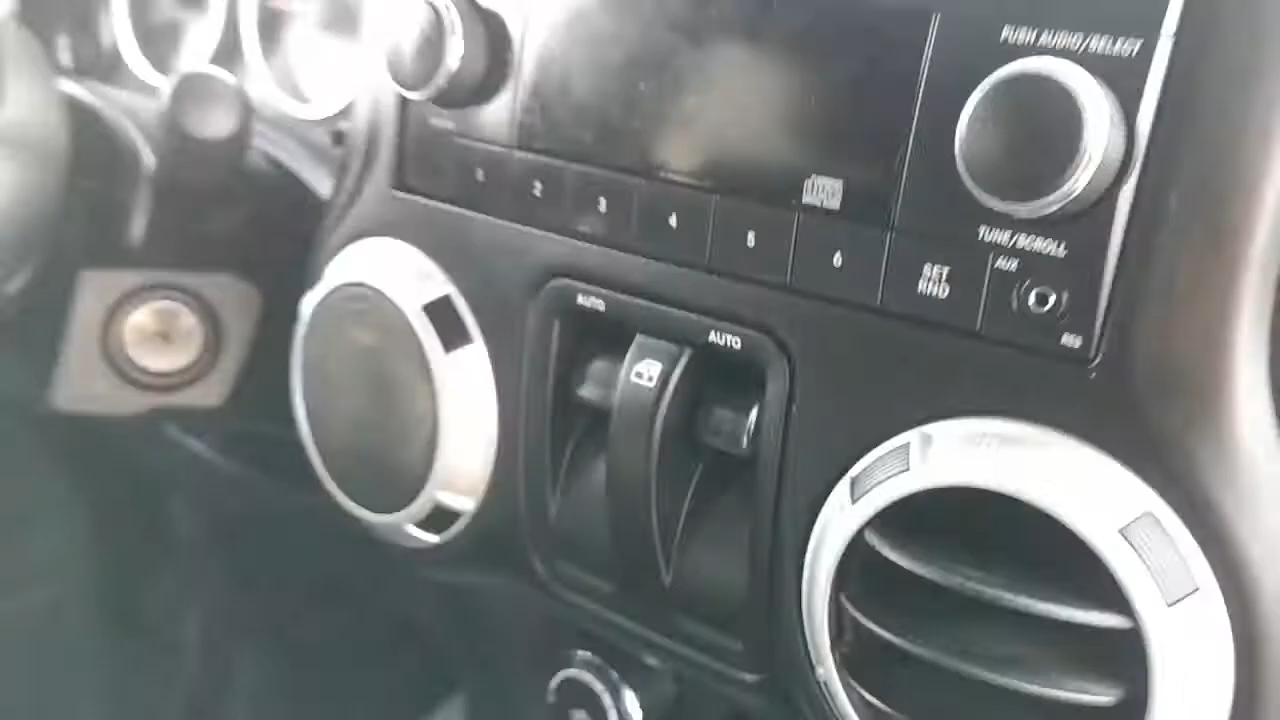 PUSH AUDIO/SELECT
1
2
3
4
5
6
TUNE/SCROLL
SET
RND
AUX
AUTO
AUTO